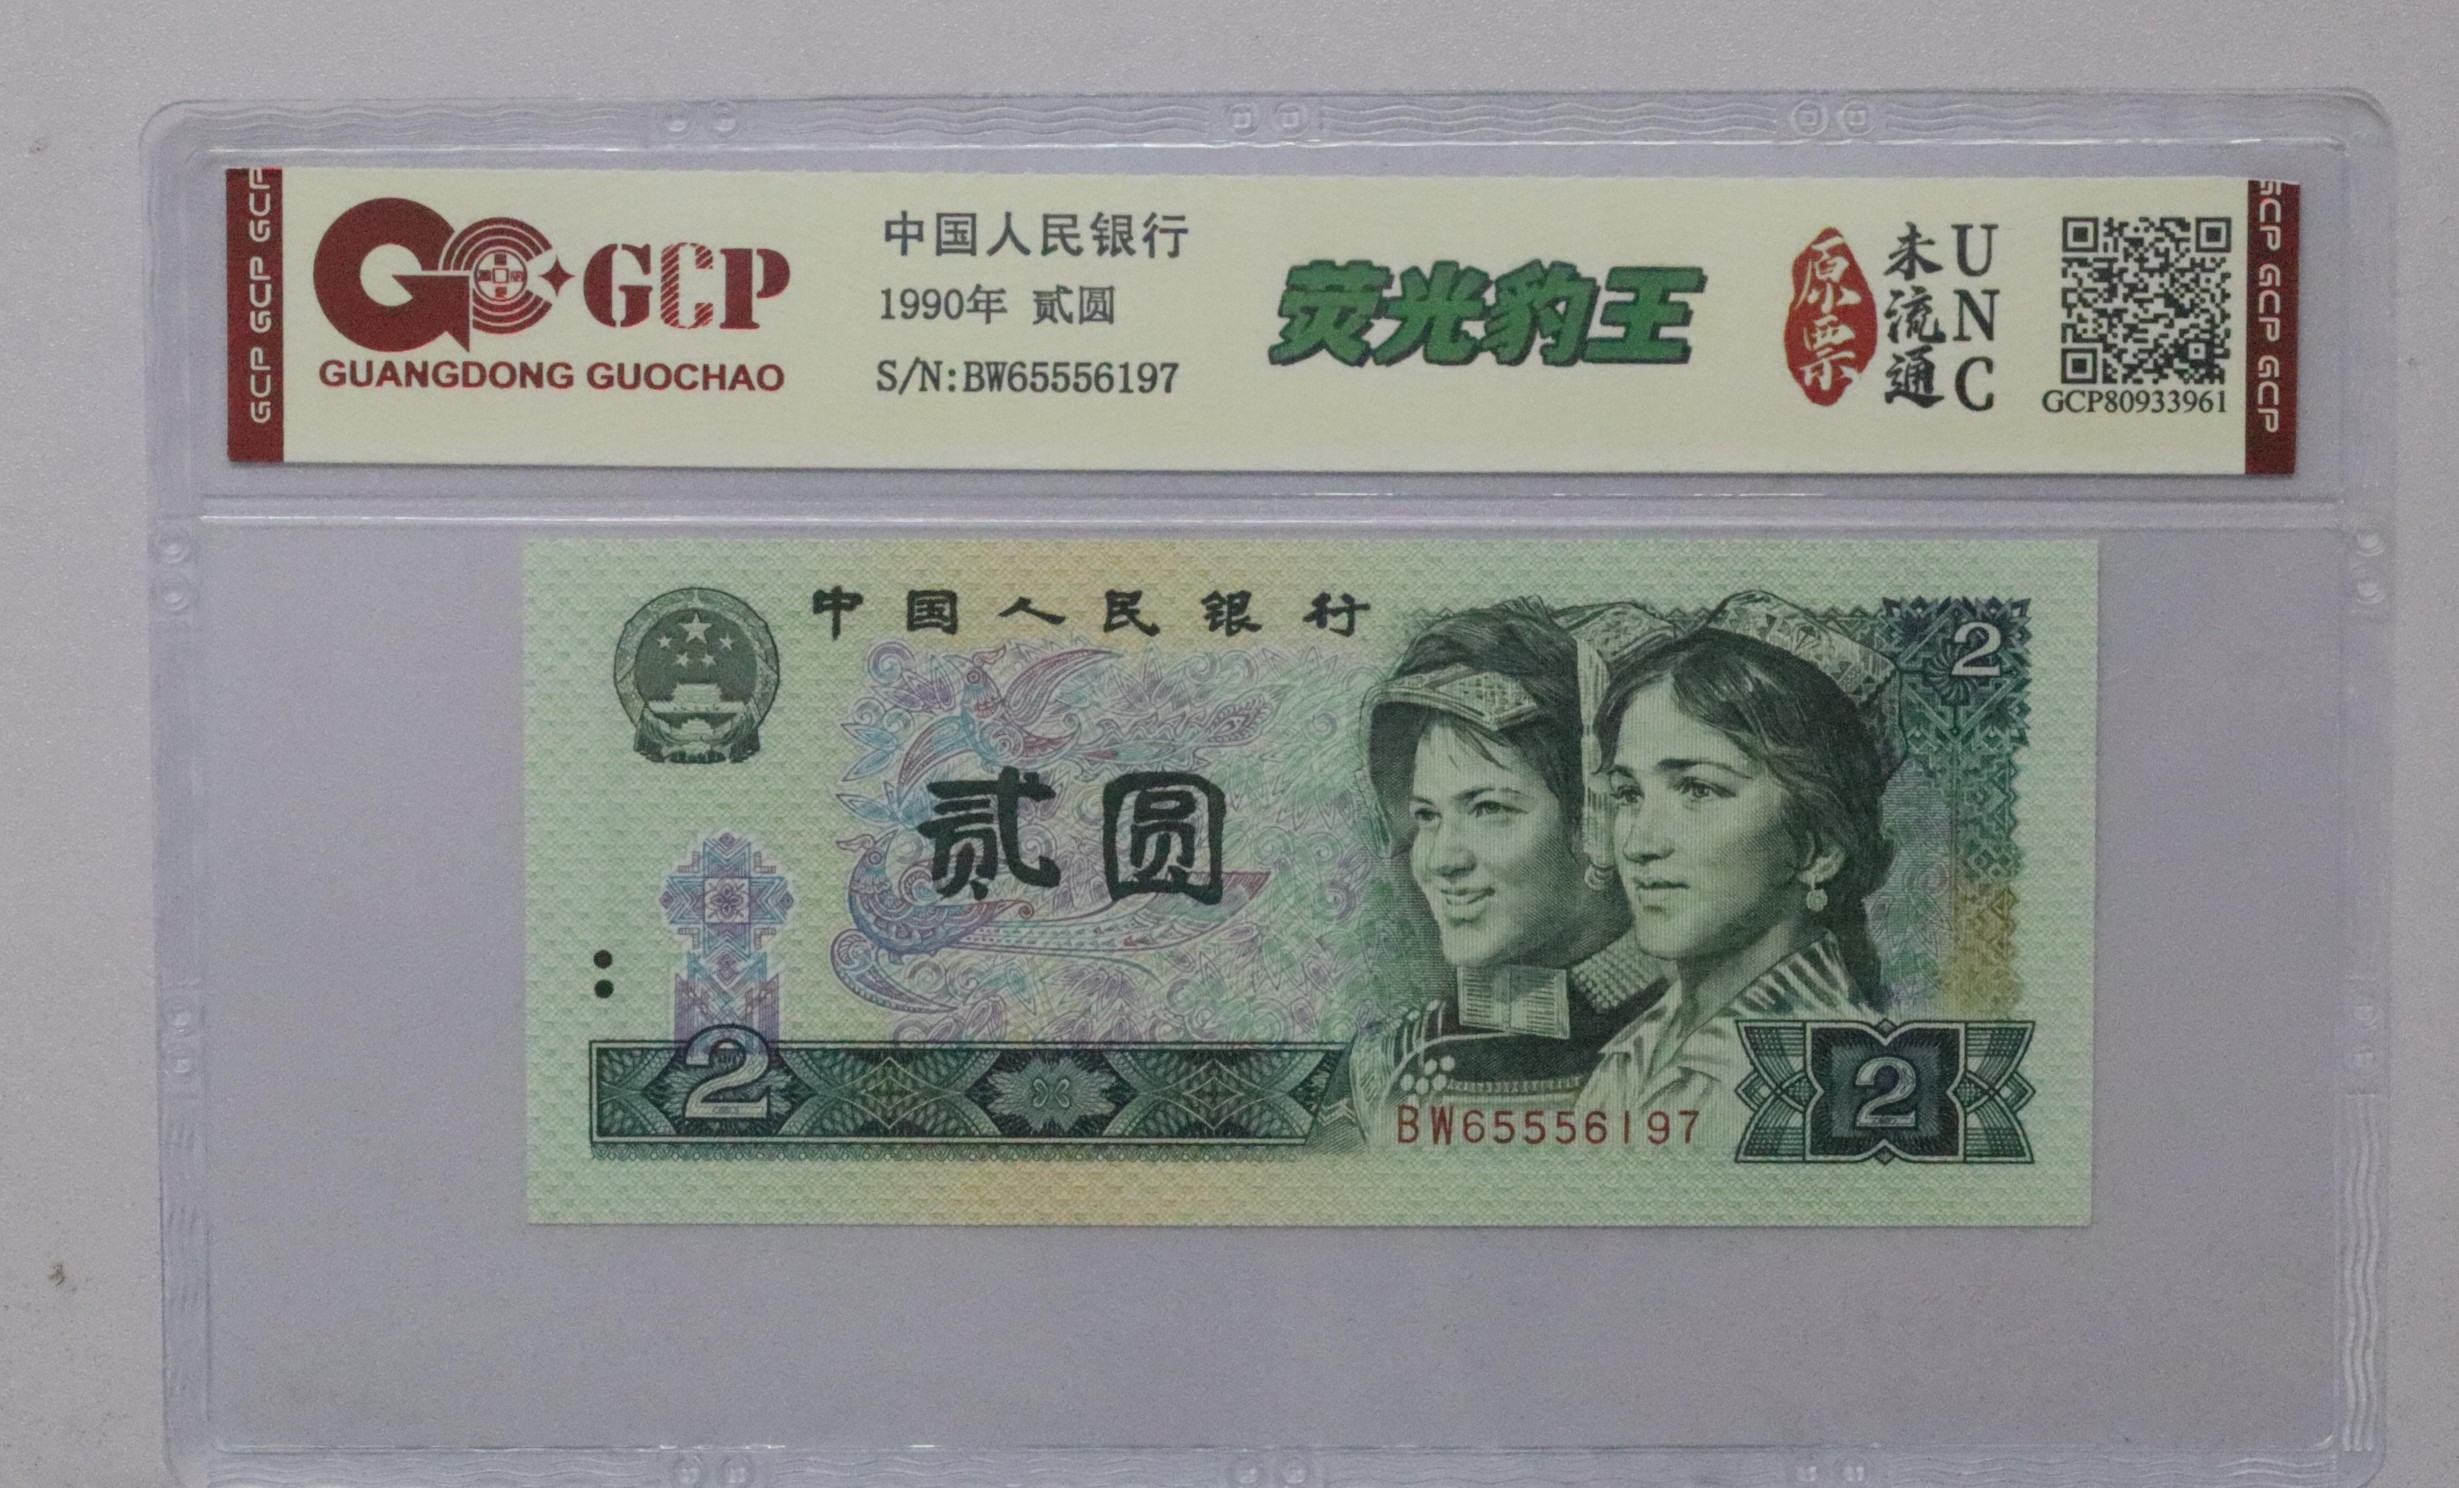 GCP GCP GCP
GCP
GUANGDONG GUOCHAO
中国人民银行
1990年 贰圆
S/N:BW65556197
荧光豹王
原票
未流通
UNC
GCP80933961
GCP GCP GCP
中国人民银行
2
贰圆
2
BW65556197
2